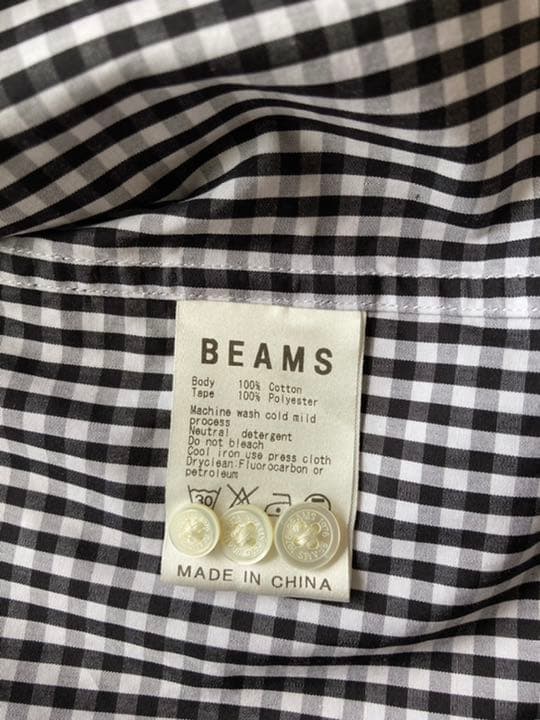 BEAMS
Body 100% Cotton
Tape 100% Polyester
Machine wash cold mild
process
Neutral detergent
Do not bleach
Cool iron use press cloth
Dryclean:Fluorocarbon or
petroleum
30
MADE IN CHINA